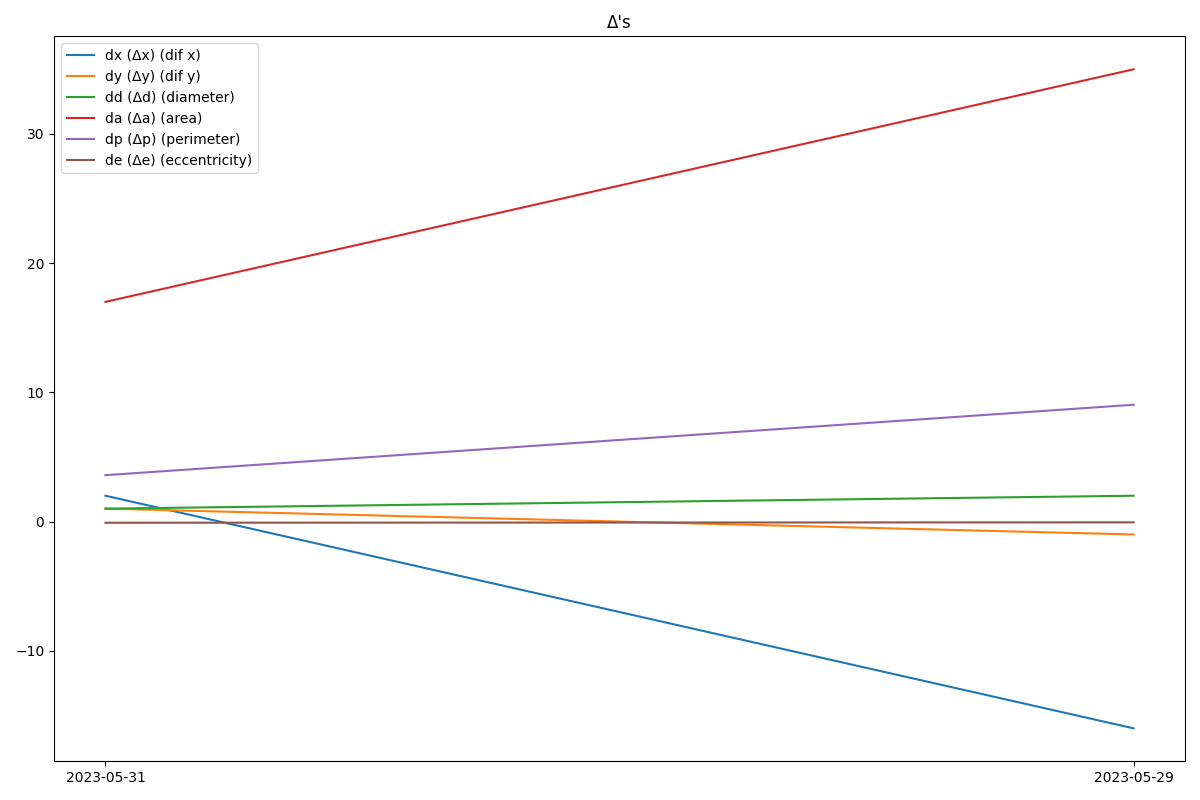 Δ's
dx (Δx) (dif x)
dy (Δy) (dif y)
dd (Δd) (diameter)
da (Δa) (area)
dp (Δp) (perimeter)
de (Δe) (eccentricity)
30
20
10
0
−10
2023-05-31
2023-05-29